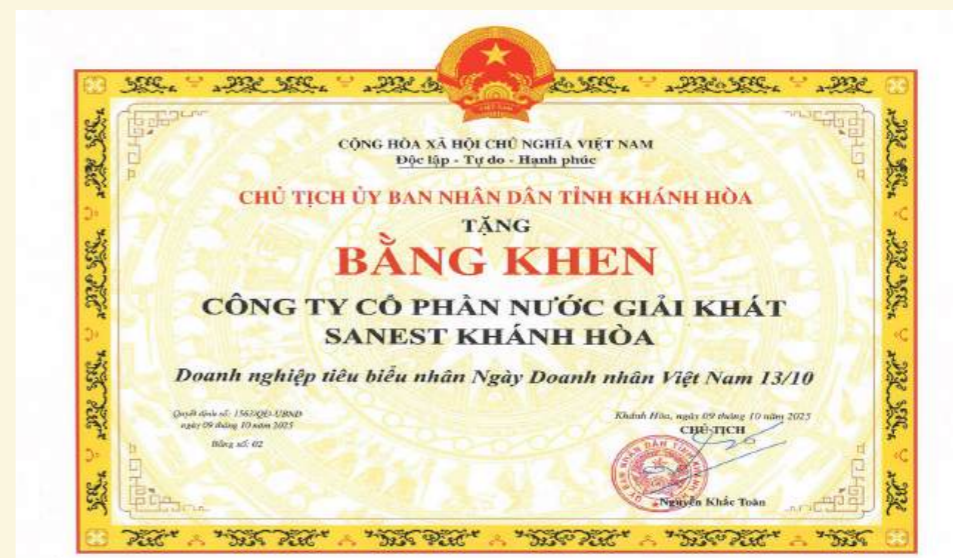 VIỆT NAM
CỘNG HÒA XÃ HỘI CHỦ NGHĨA VIỆT NAM
Độc lập - Tự do - Hạnh phúc
CHỦ TỊCH ỦY BAN NHÂN DÂN TỈNH KHÁNH HÒA
TẶNG
BẰNG KHEN
CÔNG TY CỔ PHẦN NƯỚC GIẢI KHÁT
SANEST KHÁNH HÒA
Doanh nghiệp tiêu biểu nhân Ngày Doanh nhân Việt Nam 13/10
Quyết định số: 1563/QĐ-UBND
ngày 09 tháng 10 năm 2025
Bằng số: 02
Khánh Hòa, ngày 09 tháng 10 năm 2025
CHỦ TỊCH
Nguyễn Khắc Toàn